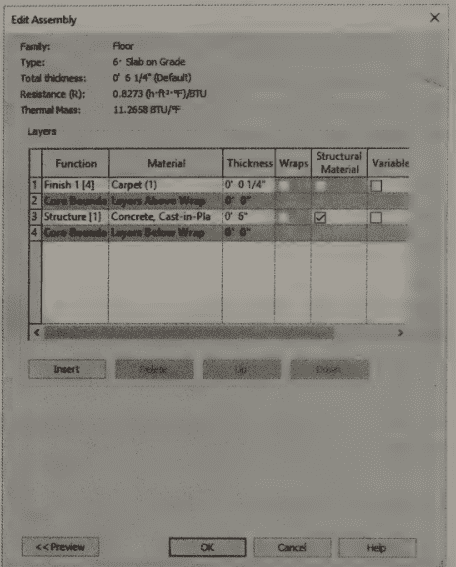 Edit Assembly
Family: Floor
Type: 6" Slab on Grade
Total thickness: 0' 6 1/4" (Default)
Resistance (R): 0.8273 (h·ft²·°F)/BTU
Thermal Mass: 11.2658 BTU/°F
Layers
Function Material Thickness Wraps Structural Material Variable
1 Finish 1 [4] Carpet (1) 0' 0 1/4"
2 Core Bounda Layers Above Wrap 0' 0"
3 Structure [1] Concrete, Cast-in-Pla 0' 6"
4 Core Bounda Layers Below Wrap 0' 0"
Insert Delete Up Down
<< Preview OK Cancel Help